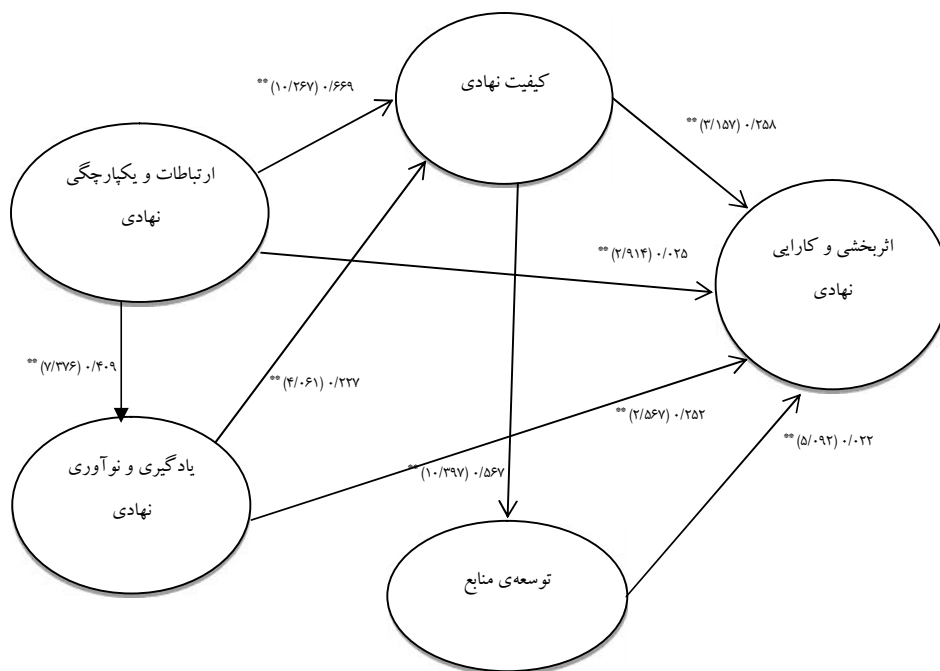 کیفیت نهادی
** (۱۰/۲۶۷) ۰/۶۶۹
** (۳/۱۵۷) ۰/۲۵۸
ارتباطات و یکپارچگی
نهادی
اثربخشی و کارایی
نهادی
** (۲/۹۱۴) ۰/۰۲۵
** (۷/۳۷۶) ۰/۴۰۹
** (۴/۰۶۱) ۰/۲۲۷
** (۲/۵۶۷) ۰/۲۵۲
** (۵/۰۹۲) ۰/۰۲۲
یادگیری و نوآوری
نهادی
** (۱۰/۳۹۷) ۰/۵۶۷
توسعه‌ی منابع